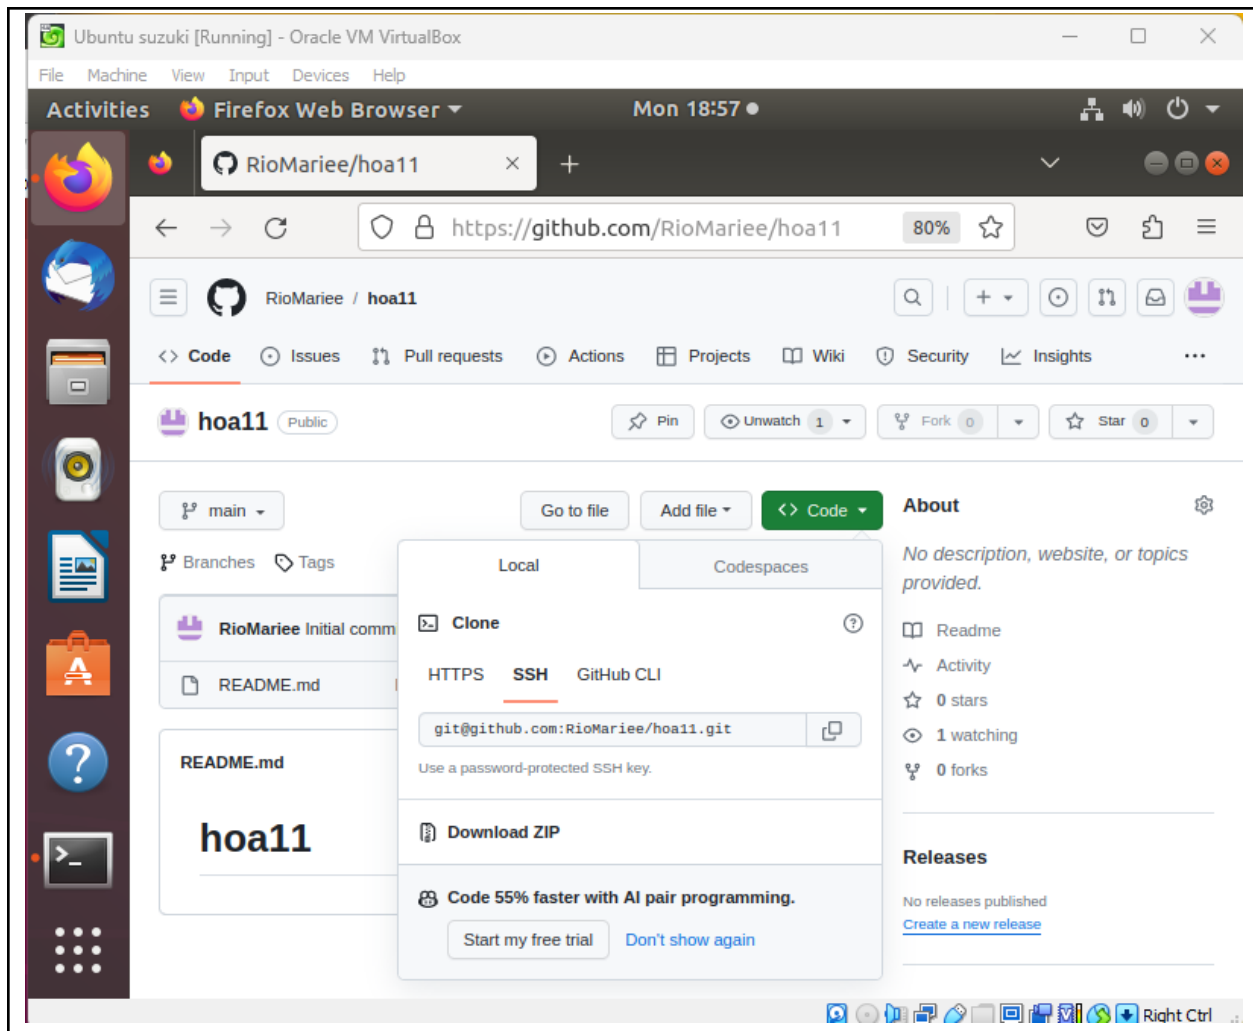 Ubuntu suzuki [Running] - Oracle VM VirtualBox
File Machine View Input Devices Help
Activities Firefox Web Browser Mon 18:57
RioMariee/hoa11
https://github.com/RioMariee/hoa11 80%
RioMariee / hoa11
Code Issues Pull requests Actions Projects Wiki Security Insights
hoa11 Public Pin Unwatch 1 Fork 0 Star 0
main Go to file Add file Code
Branches Tags
RioMariee Initial comm
README.md
README.md
hoa11
Local Codespaces
Clone
HTTPS SSH GitHub CLI
git@github.com:RioMariee/hoa11.git
Use a password-protected SSH key.
Download ZIP
Code 55% faster with AI pair programming.
Start my free trial Don't show again
About
No description, website, or topics
provided.
Readme
Activity
0 stars
1 watching
0 forks
Releases
No releases published
Create a new release
Right Ctrl